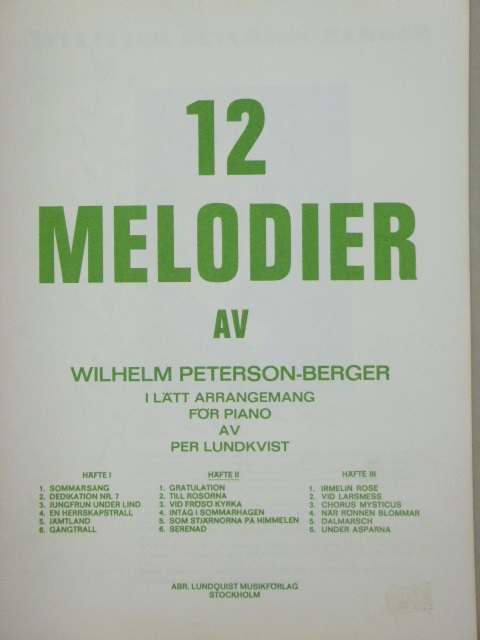 12
MELODIER
AV
WILHELM PETERSON-BERGER
I LÄTT ARRANGEMANG
FÖR PIANO
AV
PER LUNDKVIST
HÄFTE I
1. SOMMARSÅNG
2. DEDIKATION NR. 7
3. JUNGFRUN UNDER LIND
4. EN HERRSKAPSTRALL
5. JÄMTLAND
6. GÅNGTRALL
HÄFTE II
1. GRATULATION
2. TILL ROSORNA
3. VID FRÖSÖ KYRKA
4. INTÅG I SOMMARHAGEN
5. SOM STJÄRNORNA PÅ HIMMELEN
6. SERENAD
HÄFTE III
1. IRMELIN ROSE
2. VID LARSMESS
3. CHORUS MYSTICUS
4. NÄR RÖNNEN BLOMMAR
5. DALMARSCH
6. UNDER ASPARNA
ABR. LUNDQUIST MUSIKFÖRLAG
STOCKHOLM